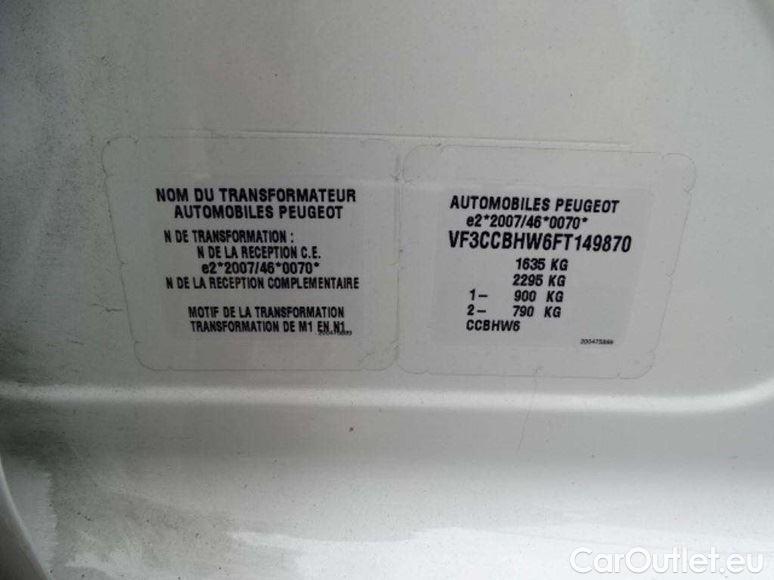 NOM DU TRANSFORMATEUR
AUTOMOBILES PEUGEOT
N DE TRANSFORMATION :
N DE LA RECEPTION C.E.
e2*2007/46*0070*
N DE LA RECEPTION COMPLEMENTAIRE
MOTIF DE LA TRANSFORMATION
TRANSFORMATION DE M1 EN N1
AUTOMOBILES PEUGEOT
e2*2007/46*0070*
VF3CCBHW6FT149870
1635 KG
2295 KG
1- 900 KG
2- 790 KG
CCBHW6
CarOutlet.eu